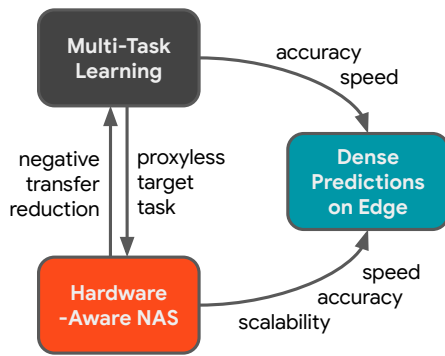 Multi-Task
Learning
accuracy
speed
negative
transfer
reduction
proxyless
target
task
Dense
Predictions
on Edge
Hardware
-Aware NAS
speed
accuracy
scalability